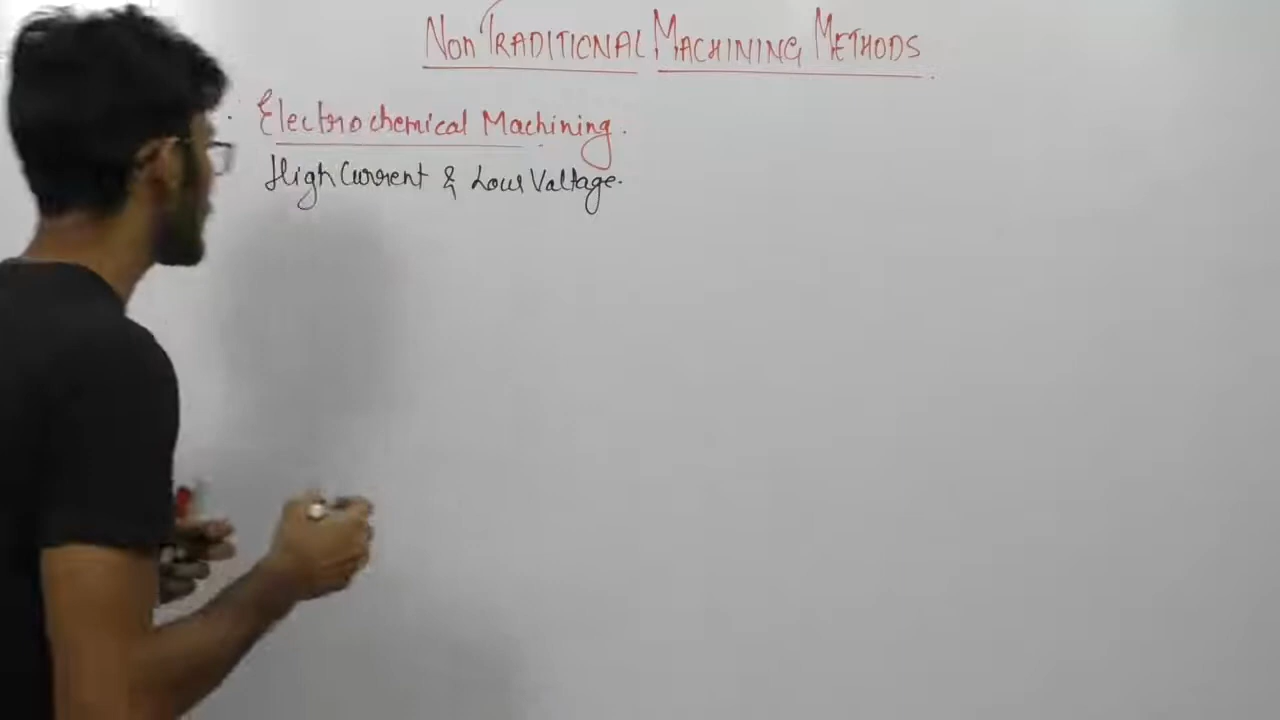 Non TRADITIONAL MACHINING METHODS
Electrochemical Machining.
High Current & Low Valtage.